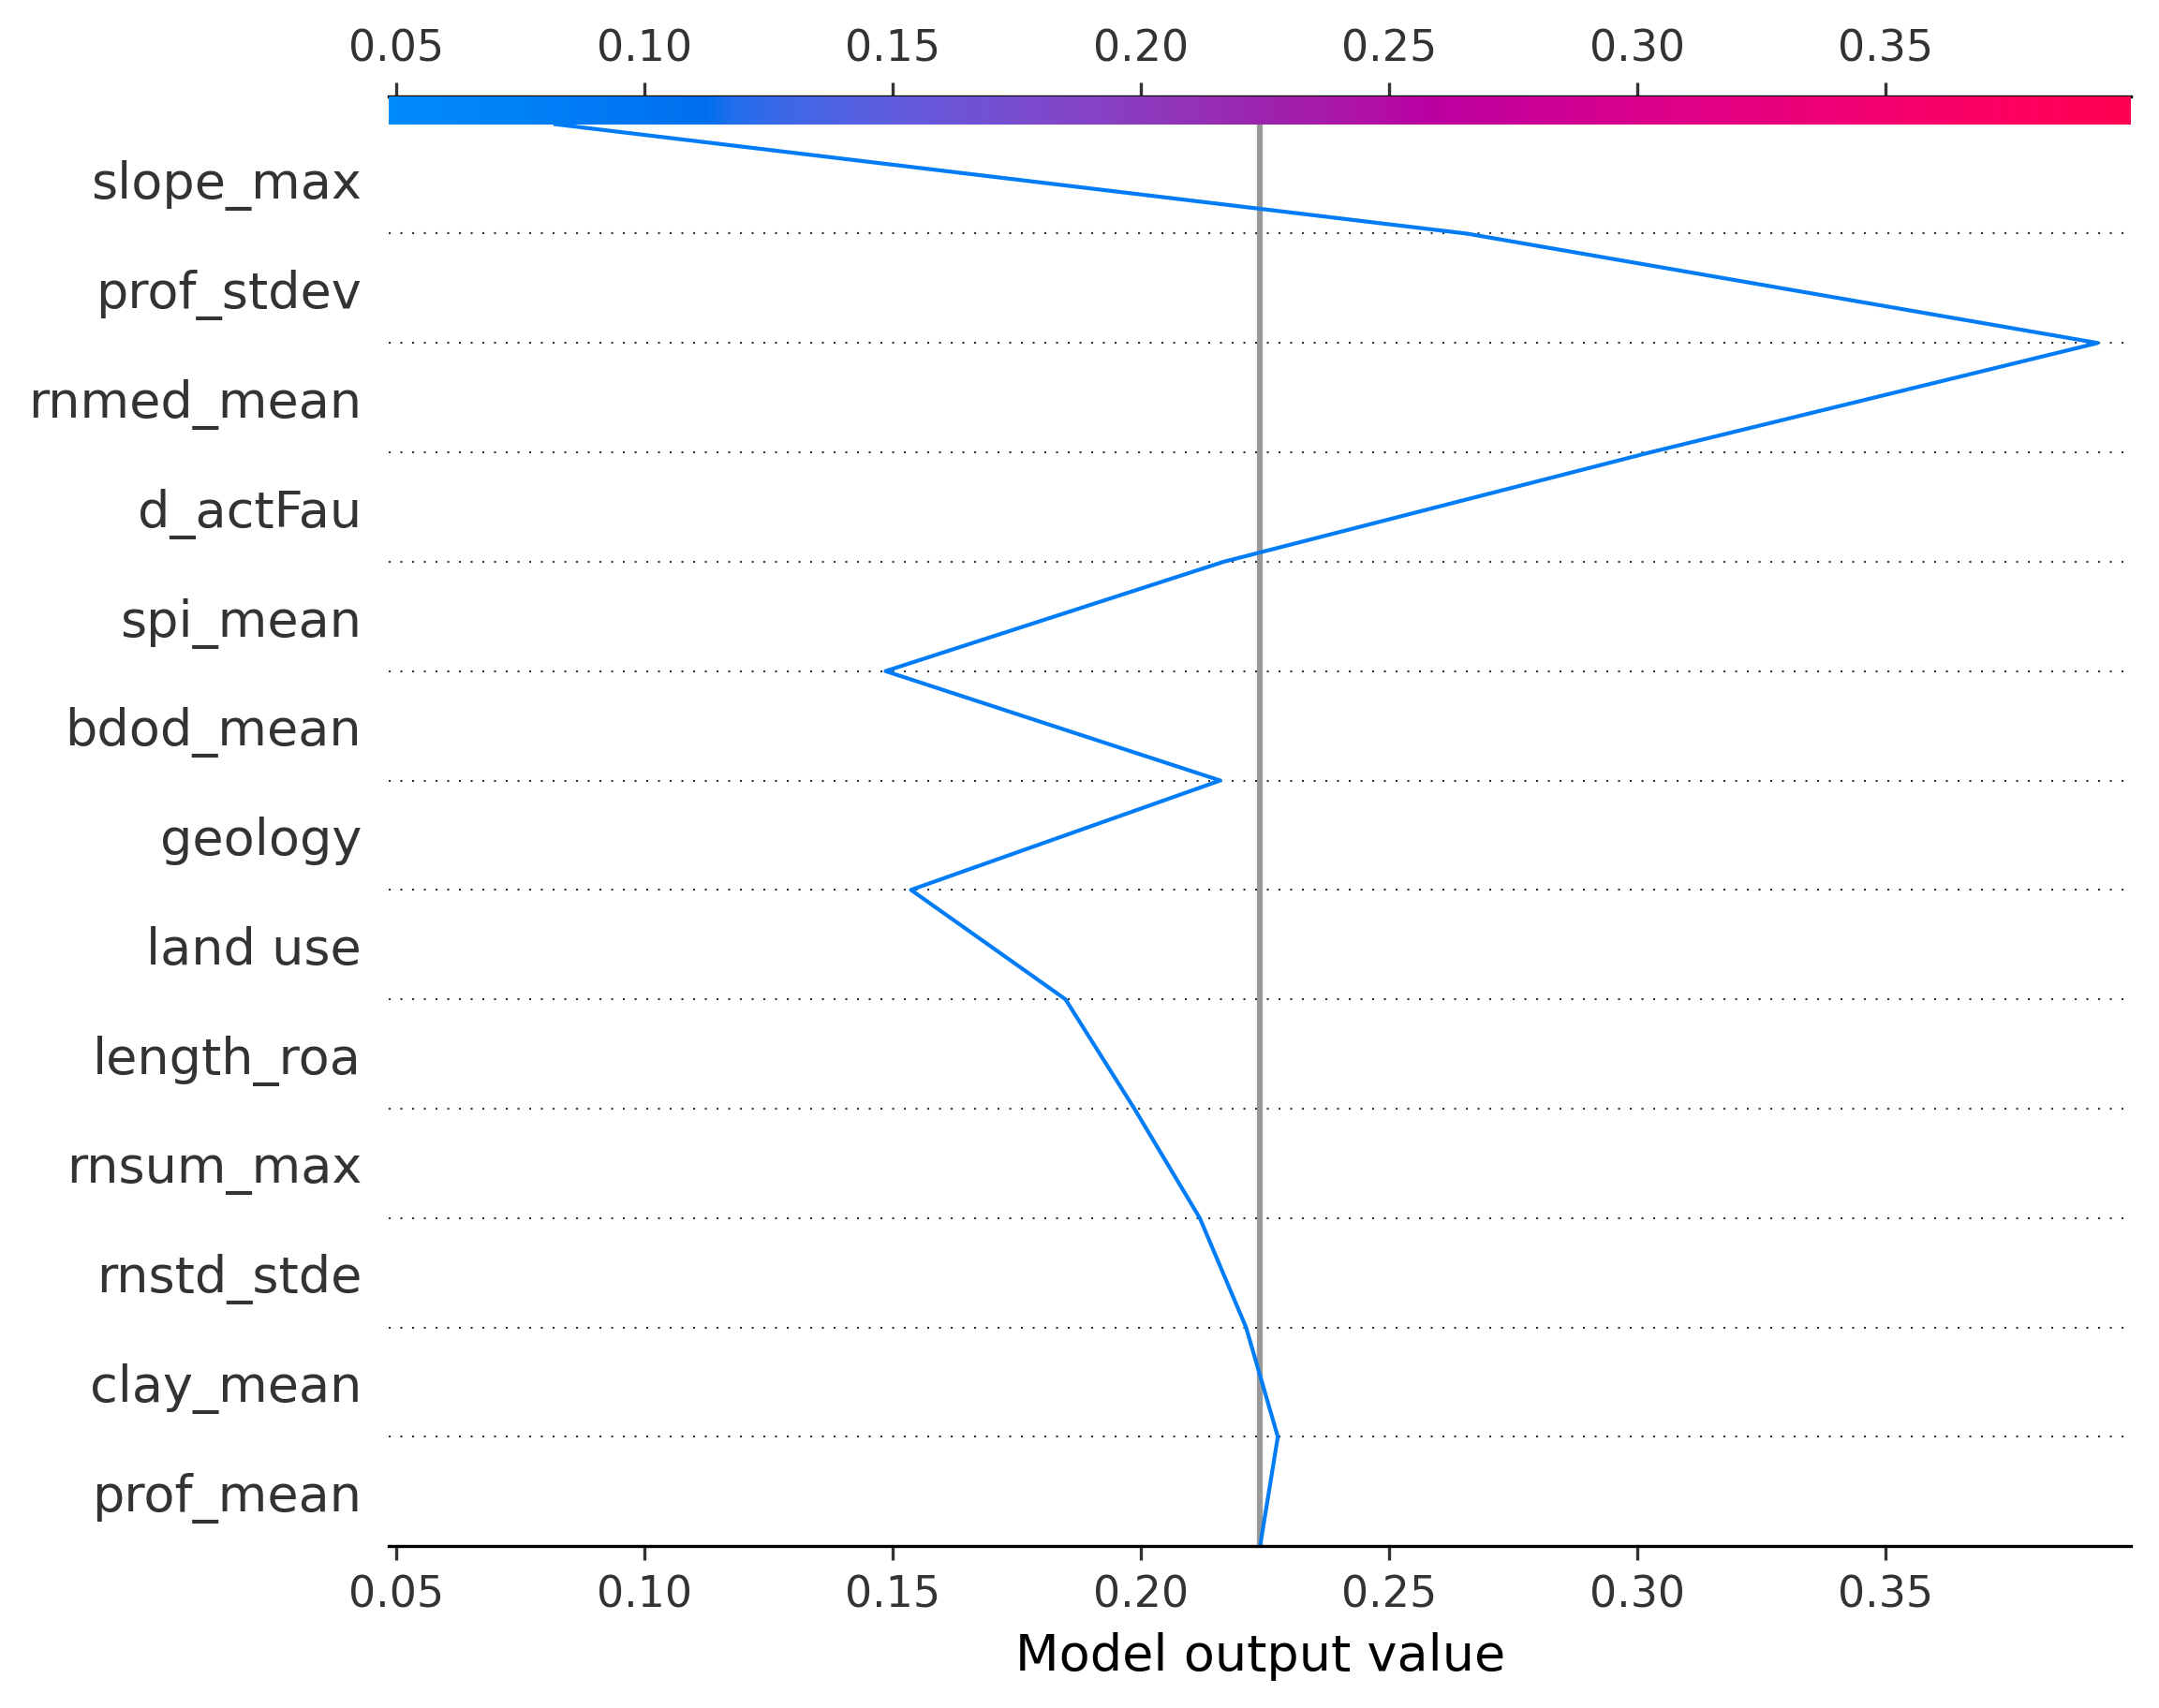 0.05 0.10 0.15 0.20 0.25 0.30 0.35
slope_max
prof_stdev
rnmed_mean
d_actFau
spi_mean
bdod_mean
geology
land use
length_roa
rnsum_max
rnstd_stde
clay_mean
prof_mean
0.05 0.10 0.15 0.20 0.25 0.30 0.35
Model output value